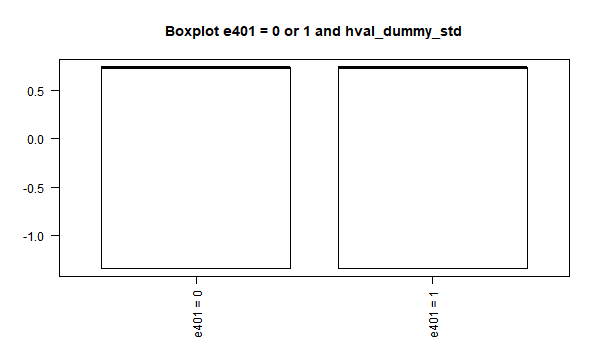 Boxplot e401 = 0 or 1 and hval_dummy_std
0.5
0.0
-0.5
-1.0
e401 = 0
e401 = 1